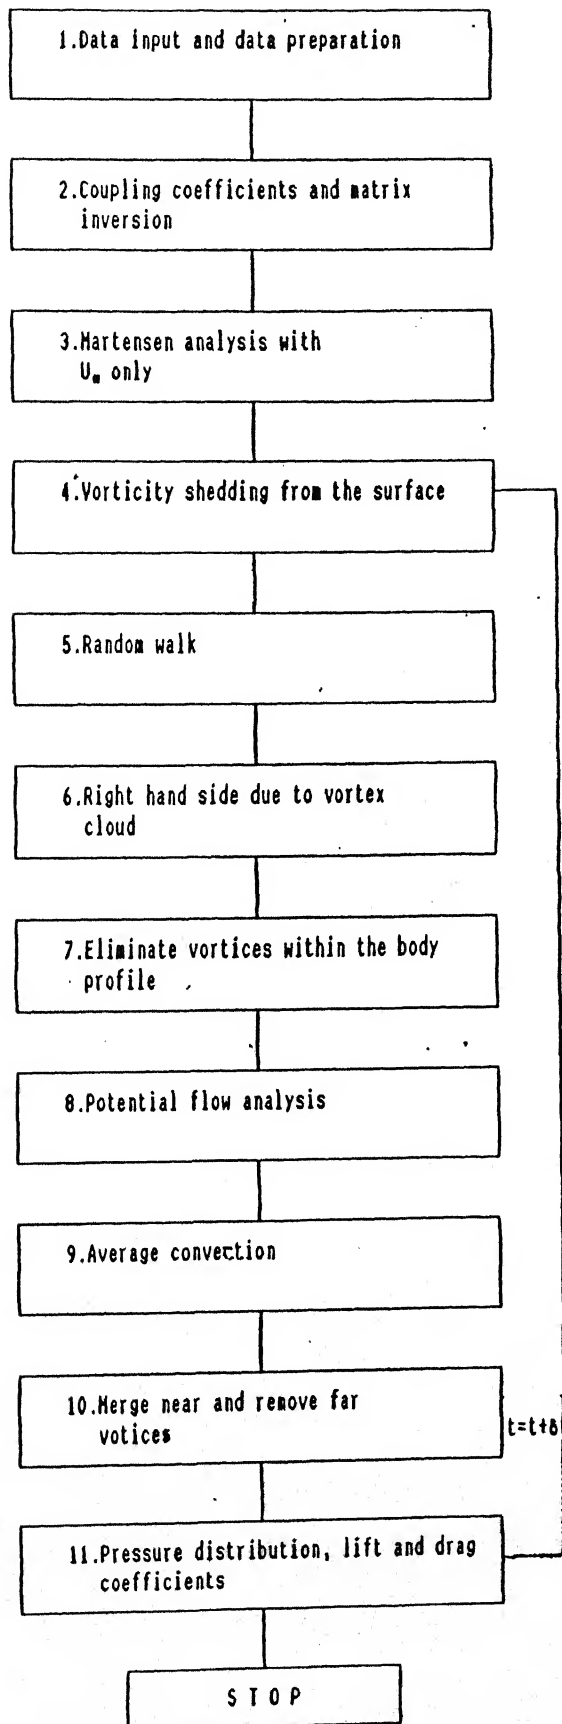 1.Data input and data preparation
2.Coupling coefficients and matrix
inversion
3.Martensen analysis with
U∞ only
4.Vorticity shedding from the surface
5.Random walk
6.Right hand side due to vortex
cloud
7.Eliminate vortices within the body
profile
8.Potential flow analysis
9.Average convection
10.Merge near and remove far
votices
t=t+δt
11.Pressure distribution, lift and drag
coefficients
S T O P